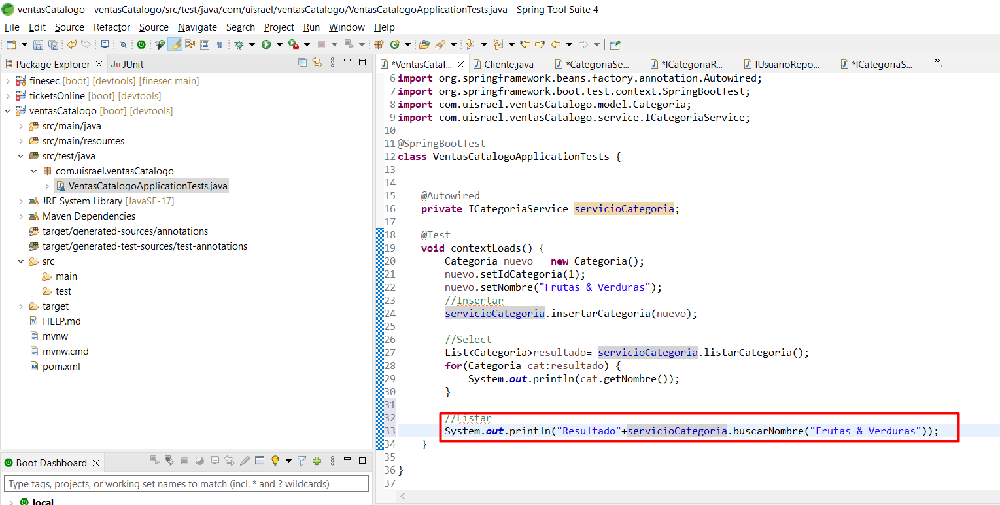 ventasCatalogo - ventasCatalogo/src/test/java/com/uisrael/ventasCatalogo/VentasCatalogoApplicationTests.java - Spring Tool Suite 4
File Edit Source Refactor Source Navigate Search Project Run Window Help
Package Explorer
Ju JUnit
finesec [boot] [devtools] [finesec main]
ticketsOnline [boot] [devtools]
ventasCatalogo [boot] [devtools]
src/main/java
src/main/resources
src/test/java
com.uisrael.ventasCatalogo
VentasCatalogoApplicationTests.java
JRE System Library [JavaSE-17]
Maven Dependencies
target/generated-sources/annotations
target/generated-test-sources/test-annotations
src
main
test
target
HELP.md
mvnw
mvnw.cmd
pom.xml
Boot Dashboard
Type tags, projects, or working set names to match (incl. * and ? wildcards)
local
*VentasCatal... Cliente.java *CategoriaSe... *ICategoriaR... IUsuarioRepo... *ICategoriaS... »5
6 import org.springframework.beans.factory.annotation.Autowired;
7 import org.springframework.boot.test.context.SpringBootTest;
8 import com.uisrael.ventasCatalogo.model.Categoria;
9 import com.uisrael.ventasCatalogo.service.ICategoriaService;
10
11 @SpringBootTest
12 class VentasCatalogoApplicationTests {
13
14
15 @Autowired
16 private ICategoriaService servicioCategoria;
17
18 @Test
19 void contextLoads() {
20 Categoria nuevo = new Categoria();
21 nuevo.setIdCategoria(1);
22 nuevo.setNombre("Frutas & Verduras");
23 //Insertar
24 servicioCategoria.insertarCategoria(nuevo);
25
26 //Select
27 List<Categoria>resultado= servicioCategoria.listarCategoria();
28 for(Categoria cat:resultado) {
29 System.out.println(cat.getNombre());
30 }
31
32 //Listar
33 System.out.println("Resultado"+servicioCategoria.buscarNombre("Frutas & Verduras"));
34 }
35
36 }
37